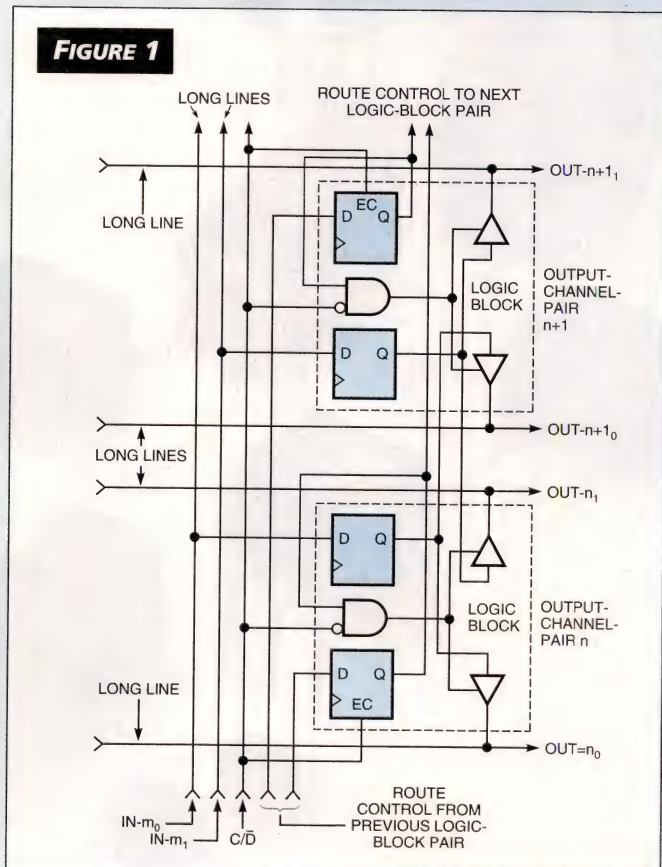 FIGURE 1
LONG LINES
ROUTE CONTROL TO NEXT
LOGIC-BLOCK PAIR
OUT-n+1₁
LONG LINE
EC
D Q
LOGIC
BLOCK
OUTPUT-
CHANNEL-
PAIR
n+1
D Q
OUT-n+1₀
LONG LINES
OUT-n₁
D Q
LOGIC
BLOCK
OUTPUT-
CHANNEL-
PAIR n
D Q
EC
LONG LINE
OUT=n₀
IN-m₀
IN-m₁
C/D̅
ROUTE
CONTROL FROM
PREVIOUS LOGIC-
BLOCK PAIR